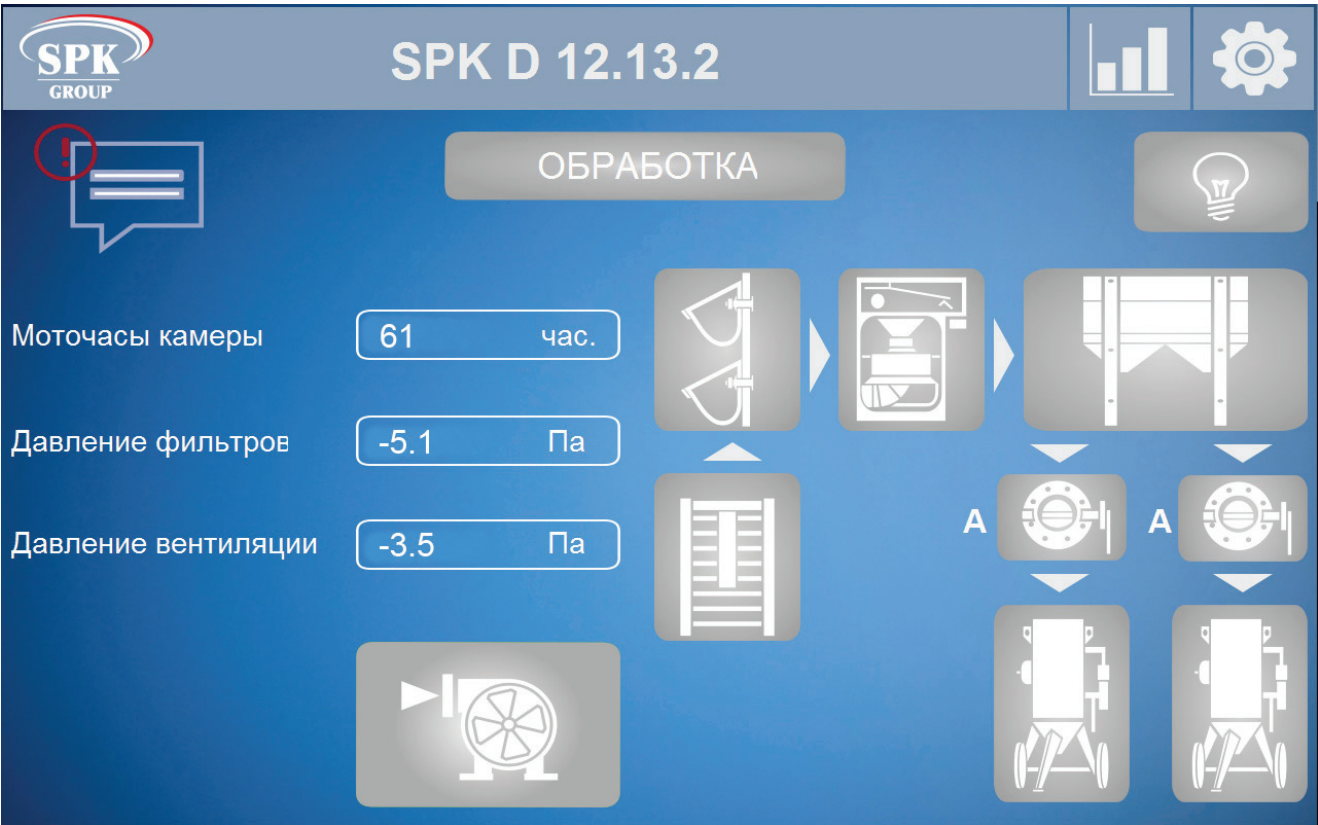 SPK
GROUP
SPK D 12.13.2
!
ОБРАБОТКА
Моточасы камеры 61 час.
Давление фильтров -5.1 Па
Давление вентиляции -3.5 Па
A A